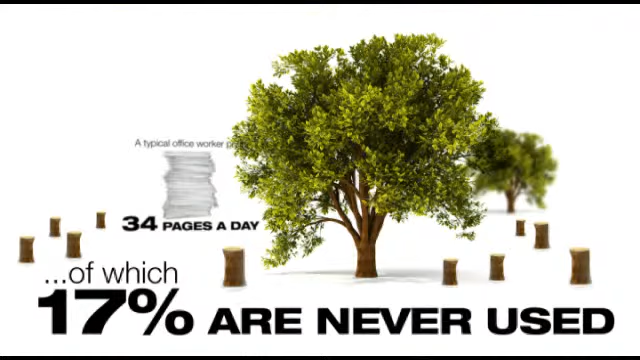 A typical office worker
34 PAGES A DAY
...of which
17% ARE NEVER USED